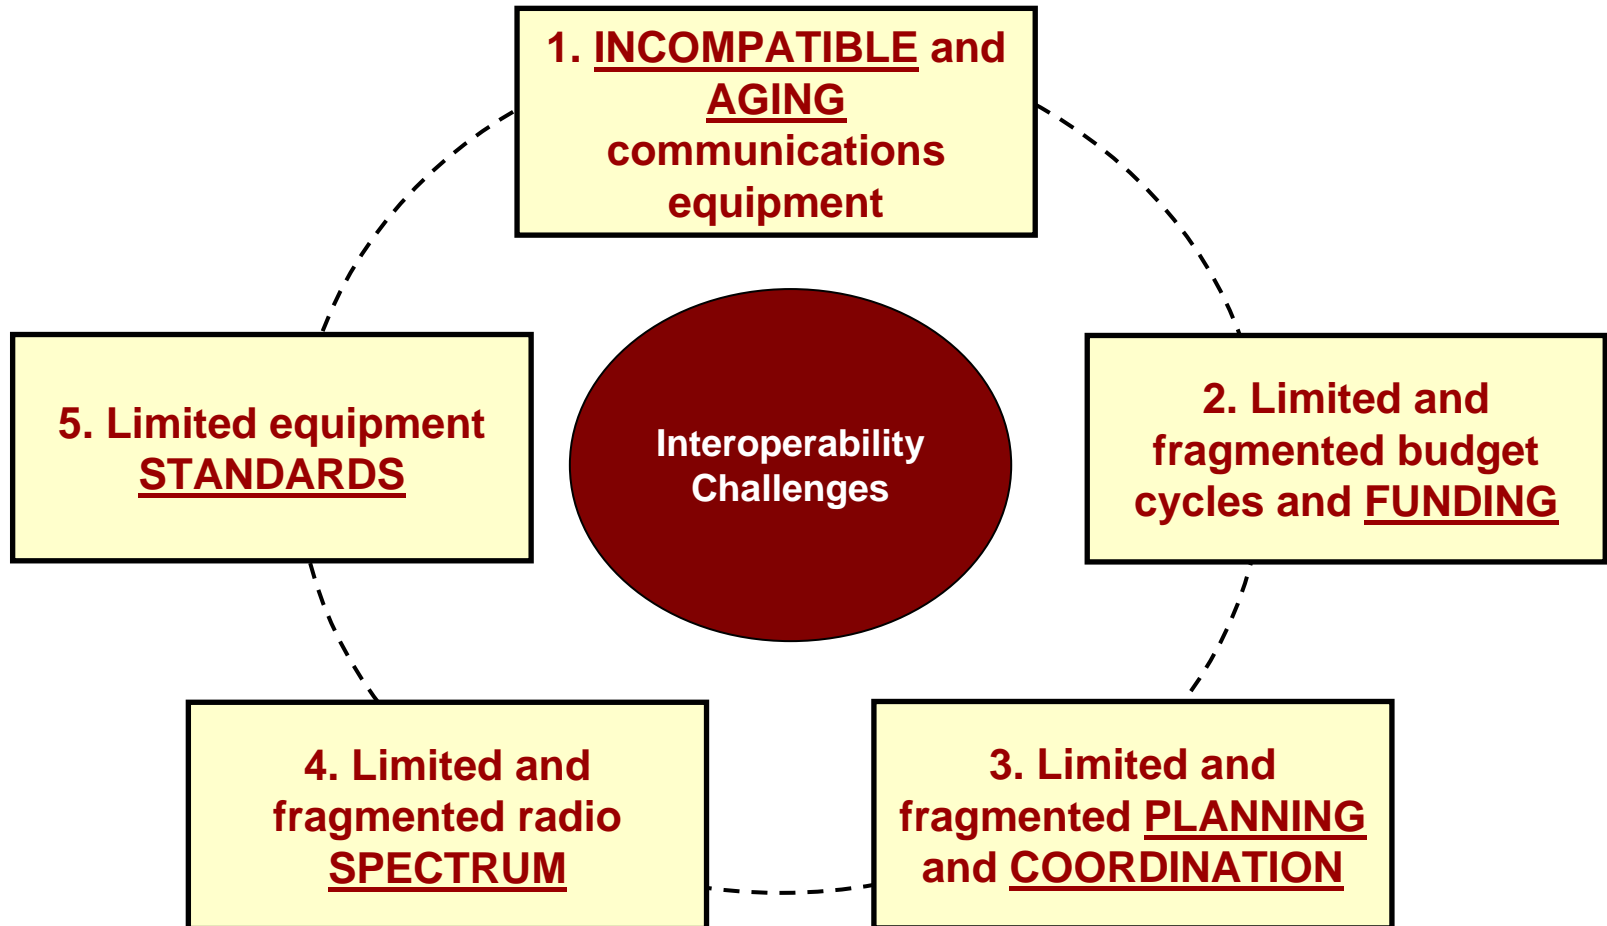 1. INCOMPATIBLE and
AGING
communications
equipment
2. Limited and
fragmented budget
cycles and FUNDING
3. Limited and
fragmented PLANNING
and COORDINATION
4. Limited and
fragmented radio
SPECTRUM
5. Limited equipment
STANDARDS
Interoperability
Challenges